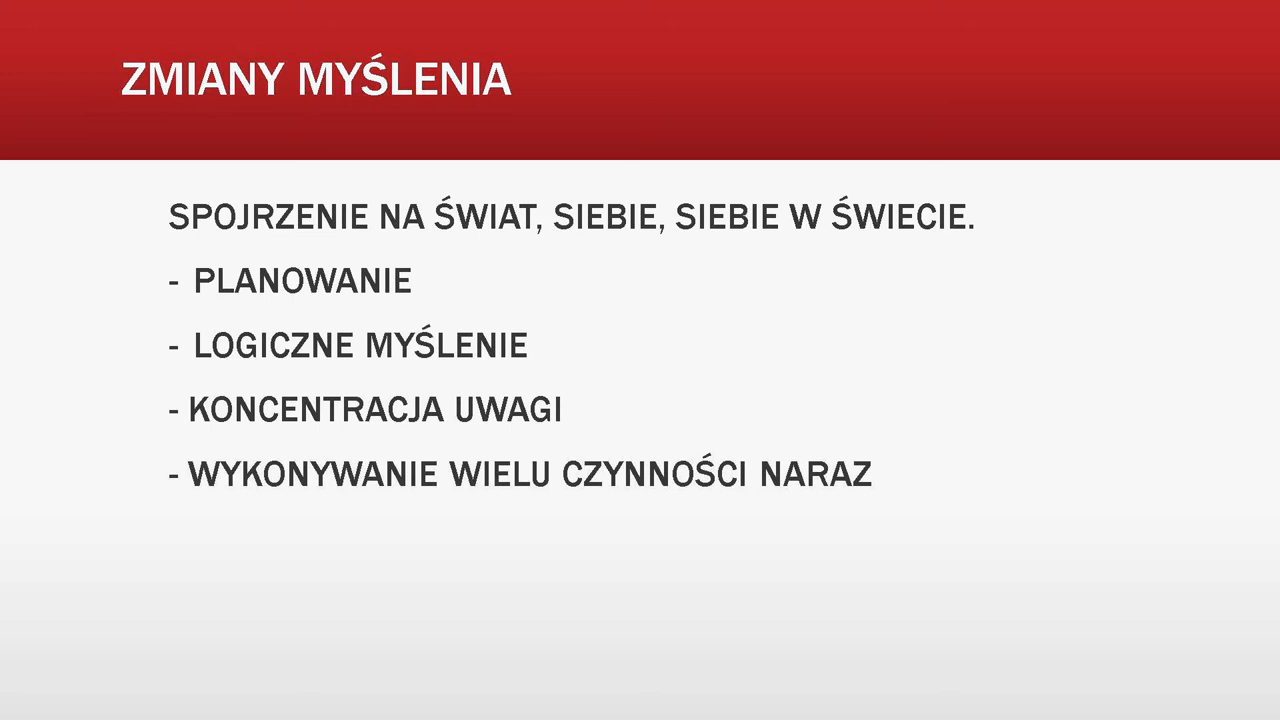 ZMIANY MYŚLENIA
SPOJRZENIE NA ŚWIAT, SIEBIE, SIEBIE W ŚWIECIE.
- PLANOWANIE
- LOGICZNE MYŚLENIE
- KONCENTRACJA UWAGI
- WYKONYWANIE WIELU CZYNNOŚCI NARAZ